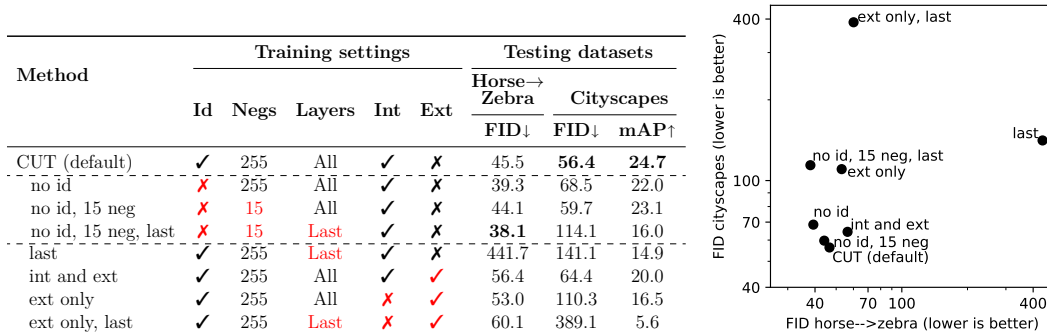 Training settings Testing datasets
Method
Horse→
Zebra Cityscapes
Id Negs Layers Int Ext
FID↓ FID↓ mAP↑
CUT (default) ✓ 255 All ✓ ✗ 45.5 56.4 24.7
no id ✗ 255 All ✓ ✗ 39.3 68.5 22.0
no id, 15 neg ✗ 15 All ✓ ✗ 44.1 59.7 23.1
no id, 15 neg, last ✗ 15 Last ✓ ✗ 38.1 114.1 16.0
last ✓ 255 Last ✓ ✗ 441.7 141.1 14.9
int and ext ✓ 255 All ✓ ✓ 56.4 64.4 20.0
ext only ✓ 255 All ✗ ✓ 53.0 110.3 16.5
ext only, last ✓ 255 Last ✗ ✓ 60.1 389.1 5.6
FID cityscapes (lower is better)
400
100
70
40
ext only, last
last
no id, 15 neg, last
ext only
no id
int and ext
no id, 15 neg
CUT (default)
40 70 100 400
FID horse-->zebra (lower is better)